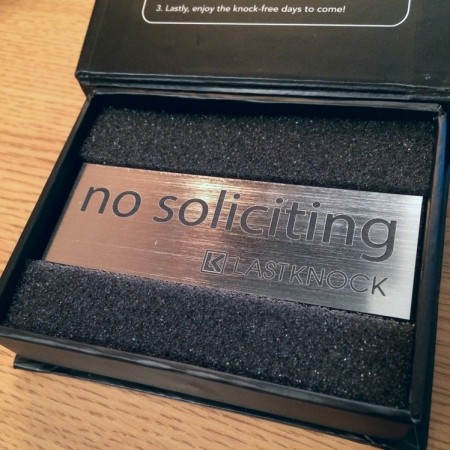 3. Lastly, enjoy the knock-free days to come!
no soliciting
K LASTKNOCK